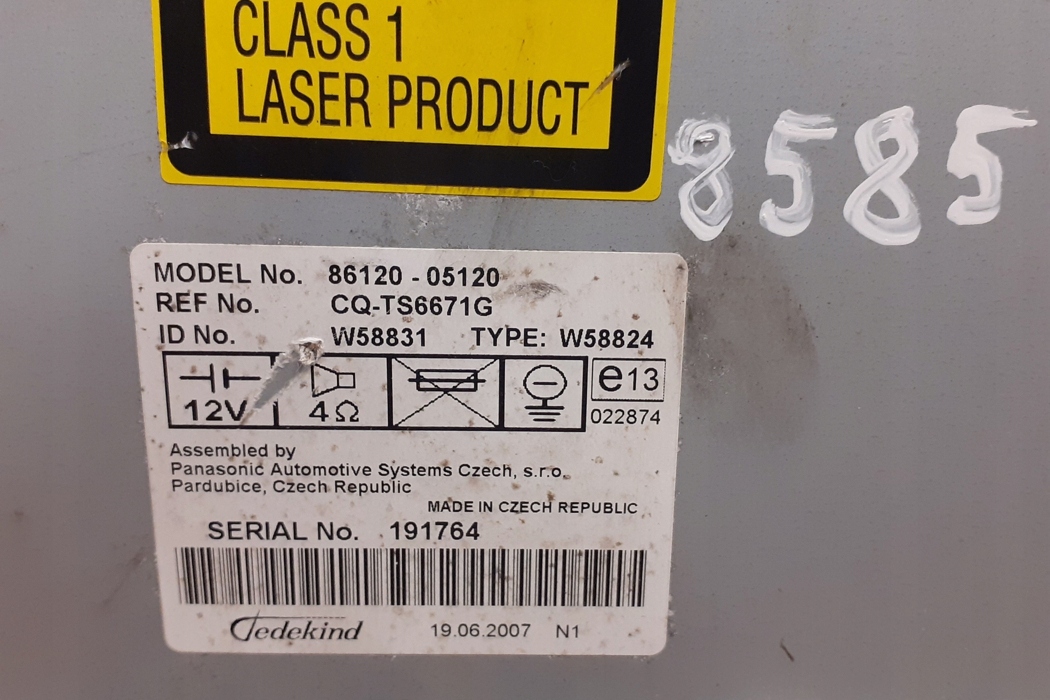 CLASS 1
LASER PRODUCT
8585
MODEL No. 86120 - 05120
REF No. CQ-TS6671G
ID No. W58831 TYPE: W58824
12V 4Ω e13
022874
Assembled by
Panasonic Automotive Systems Czech, s.r.o.
Pardubice, Czech Republic
MADE IN CZECH REPUBLIC
SERIAL No. 191764
Tedekind 19.06.2007 N1